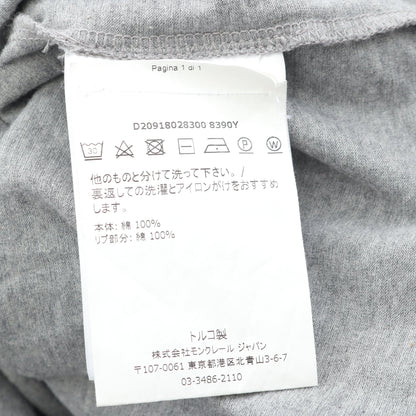 Pagina 1 di 1
D20918028300 8390Y
30
P
W
他のものと分けて洗って下さい。/
裏返しての洗濯とアイロンがけをおすすめ
します。
本体: 綿 100%
リブ部分: 綿 100%
トルコ製
株式会社モンクレール ジャパン
〒107-0061 東京都港区北青山3-6-7
03-3486-2110